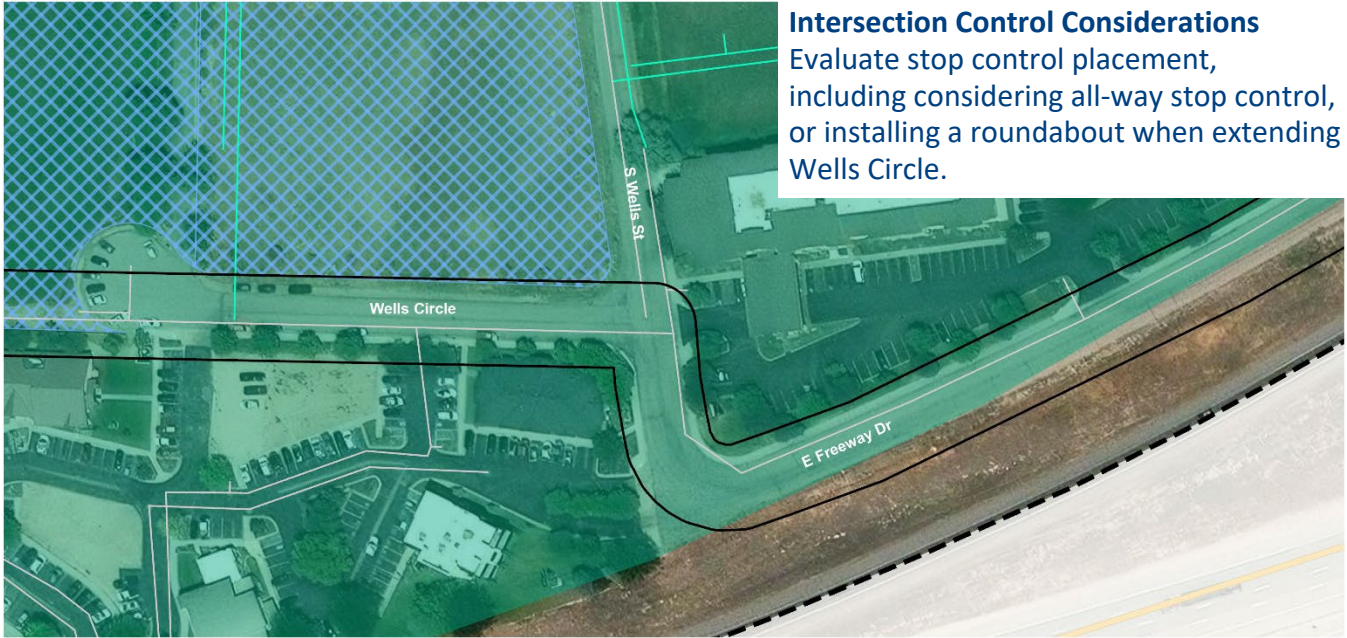 Intersection Control Considerations
Evaluate stop control placement,
including considering all-way stop control,
or installing a roundabout when extending
Wells Circle.
S Wells St
Wells Circle
E Freeway Dr